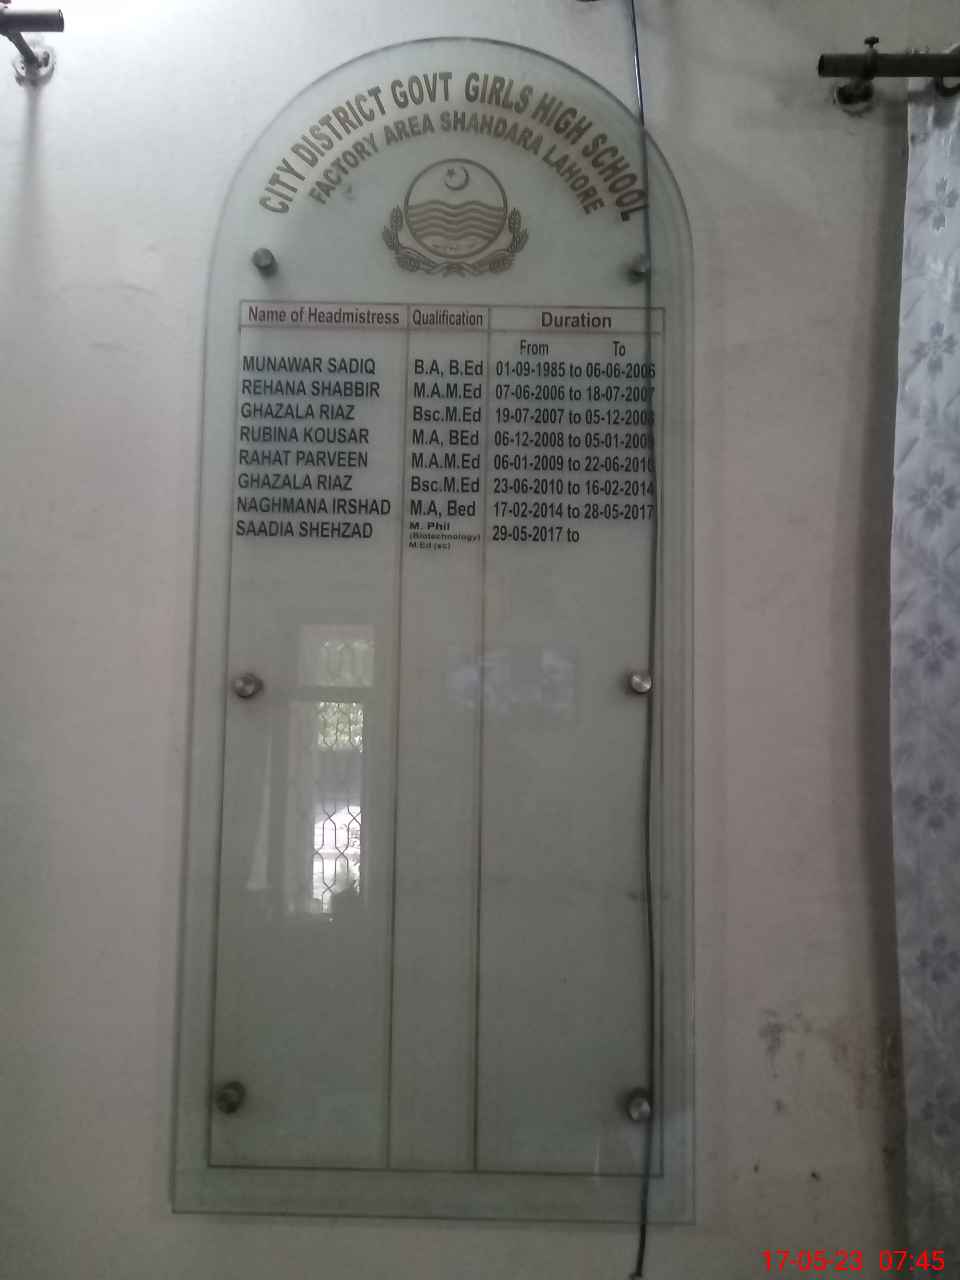 CITY DISTRICT GOVT GIRLS HIGH SCHOOL
FACTORY AREA SHAHDARA LAHORE
Name of Headmistress Qualification Duration
From To
MUNAWAR SADIQ B.A, B.Ed 01-09-1985 to 06-06-2006
REHANA SHABBIR M.A.M.Ed 07-06-2006 to 18-07-2007
GHAZALA RIAZ Bsc.M.Ed 19-07-2007 to 05-12-2008
RUBINA KOUSAR M.A, BEd 06-12-2008 to 05-01-2009
RAHAT PARVEEN M.A.M.Ed 06-01-2009 to 22-06-2010
GHAZALA RIAZ Bsc.M.Ed 23-06-2010 to 16-02-2014
NAGHMANA IRSHAD M.A, Bed 17-02-2014 to 28-05-2017
SAADIA SHEHZAD M. Phil (Biotechnology) M.Ed (sc) 29-05-2017 to
17-05-23 07:45